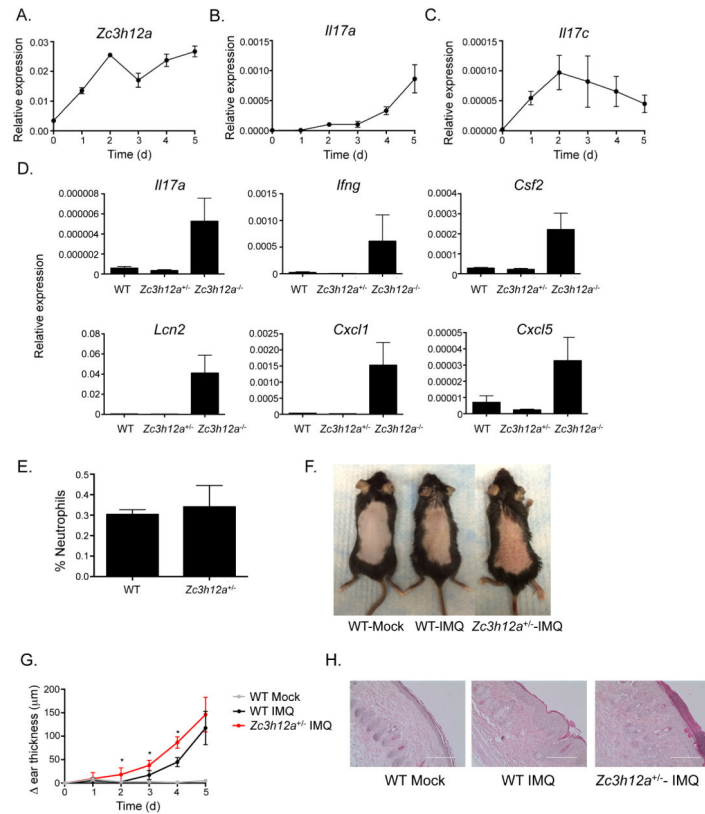 A.
Zc3h12a
Relative expression
0.03
0.02
0.01
0.00
0 1 2 3 4 5
Time (d)
B.
Il17a
Relative expression
0.0015
0.0010
0.0005
0.0000
0 1 2 3 4 5
Time (d)
C.
Il17c
Relative expression
0.00015
0.00010
0.00005
0.00000
0 1 2 3 4 5
Time (d)
D.
Relative expression
Il17a
0.000008
0.000006
0.000004
0.000002
0
WT Zc3h12a+/- Zc3h12a-/-
Ifng
0.0015
0.0010
0.0005
0
WT Zc3h12a+/- Zc3h12a-/-
Csf2
0.0004
0.0003
0.0002
0.0001
0
WT Zc3h12a+/- Zc3h12a-/-
Lcn2
0.08
0.06
0.04
0.02
0
WT Zc3h12a+/- Zc3h12a-/-
Cxcl1
0.0025
0.0020
0.0015
0.0010
0.0005
0
WT Zc3h12a+/- Zc3h12a-/-
Cxcl5
0.00005
0.00004
0.00003
0.00002
0.00001
0
WT Zc3h12a+/- Zc3h12a-/-
E.
% Neutrophils
0.5
0.4
0.3
0.2
0.1
0.0
WT Zc3h12a+/-
F.
WT-Mock WT-IMQ Zc3h12a+/--IMQ
G.
Δ ear thickness (μm)
200
150
100
50
0
0 1 2 3 4 5
Time (d)
* * *
WT Mock
WT IMQ
Zc3h12a+/- IMQ
H.
WT Mock WT IMQ Zc3h12a+/-- IMQ